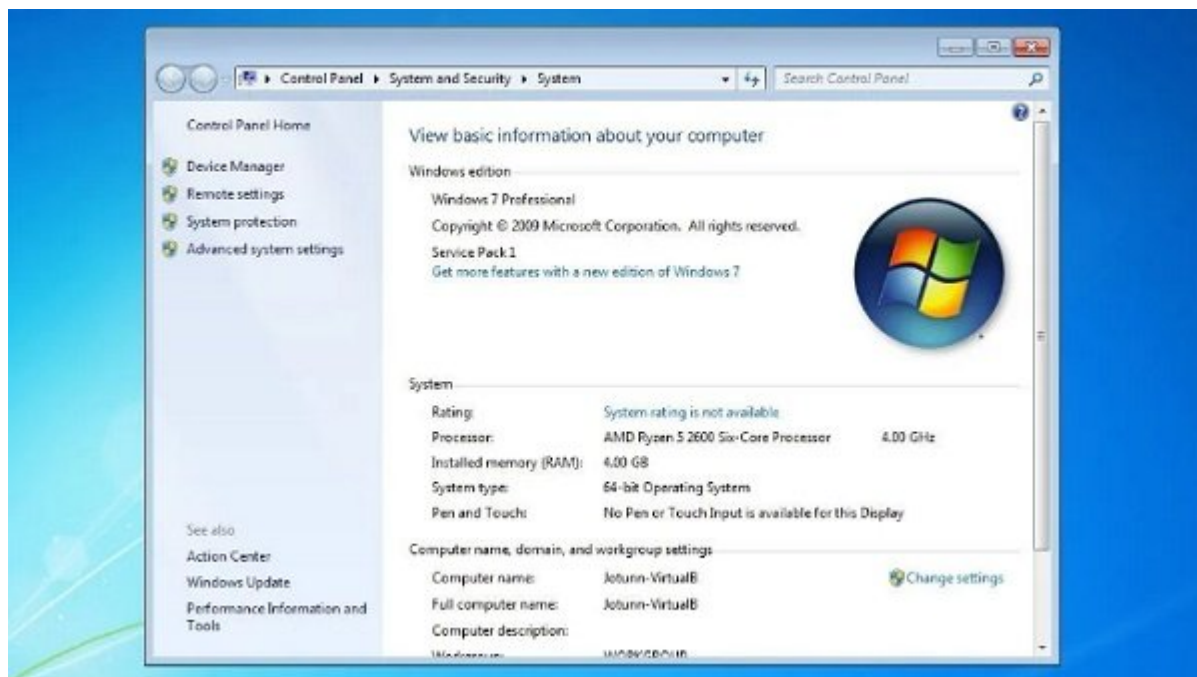 Control Panel ▸ System and Security ▸ System
Search Control Panel
Control Panel Home
Device Manager
Remote settings
System protection
Advanced system settings
See also
Action Center
Windows Update
Performance Information and
Tools
View basic information about your computer
Windows edition
Windows 7 Professional
Copyright © 2009 Microsoft Corporation. All rights reserved.
Service Pack 1
Get more features with a new edition of Windows 7
System
Rating: System rating is not available
Processor: AMD Ryzen 5 2600 Six-Core Processor 4.00 GHz
Installed memory (RAM): 4.00 GB
System type: 64-bit Operating System
Pen and Touch: No Pen or Touch Input is available for this Display
Computer name, domain, and workgroup settings
Computer name: Jotunn-VirtualB
Change settings
Full computer name: Jotunn-VirtualB
Computer description:
Workgroup: WORKGROUP